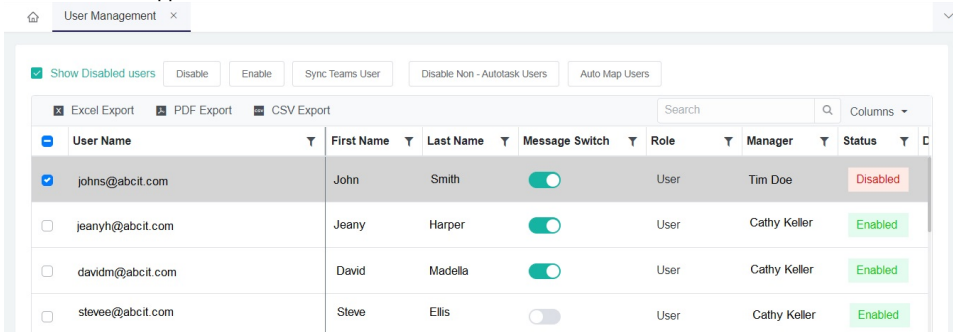 User Management ×
Show Disabled users Disable Enable Sync Teams User Disable Non - Autotask Users Auto Map Users
Excel Export PDF Export CSV Export Search Columns
User Name First Name Last Name Message Switch Role Manager Status
johns@abcit.com John Smith User Tim Doe Disabled
jeanyh@abcit.com Jeany Harper User Cathy Keller Enabled
davidm@abcit.com David Madella User Cathy Keller Enabled
stevee@abcit.com Steve Ellis User Cathy Keller Enabled